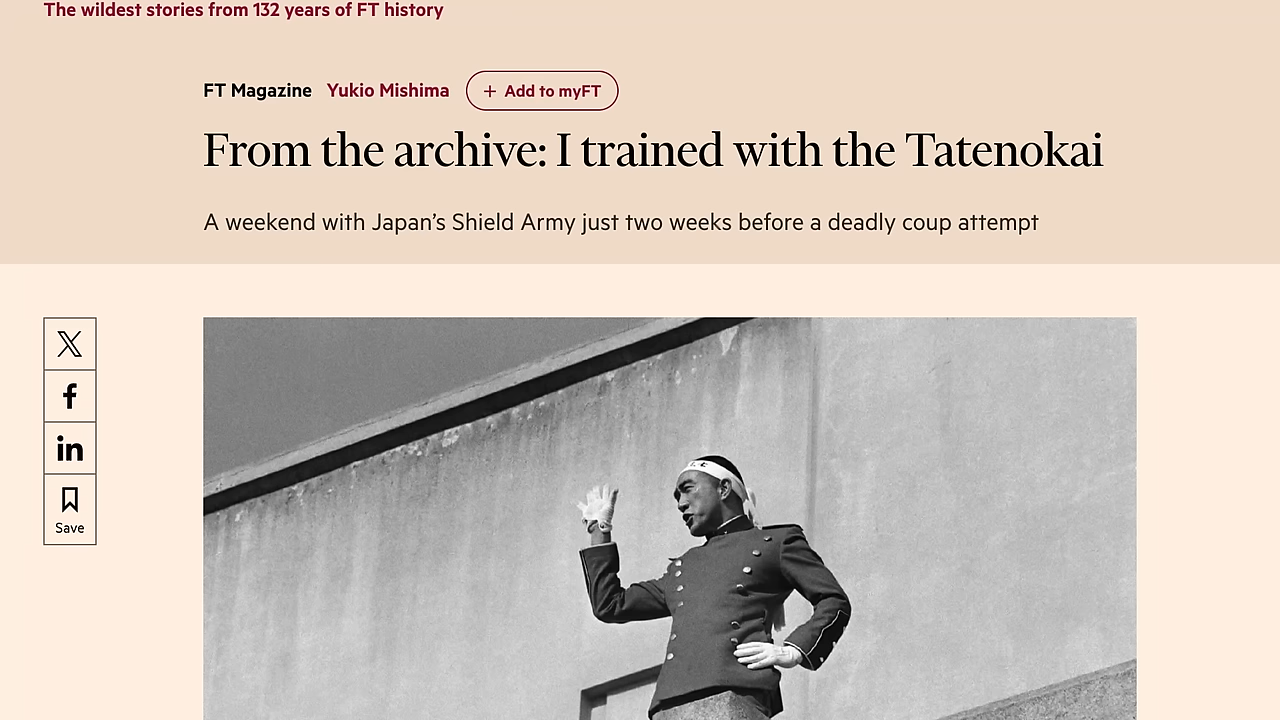 The wildest stories from 132 years of FT history
FT Magazine Yukio Mishima + Add to myFT
From the archive: I trained with the Tatenokai
A weekend with Japan’s Shield Army just two weeks before a deadly coup attempt
Save